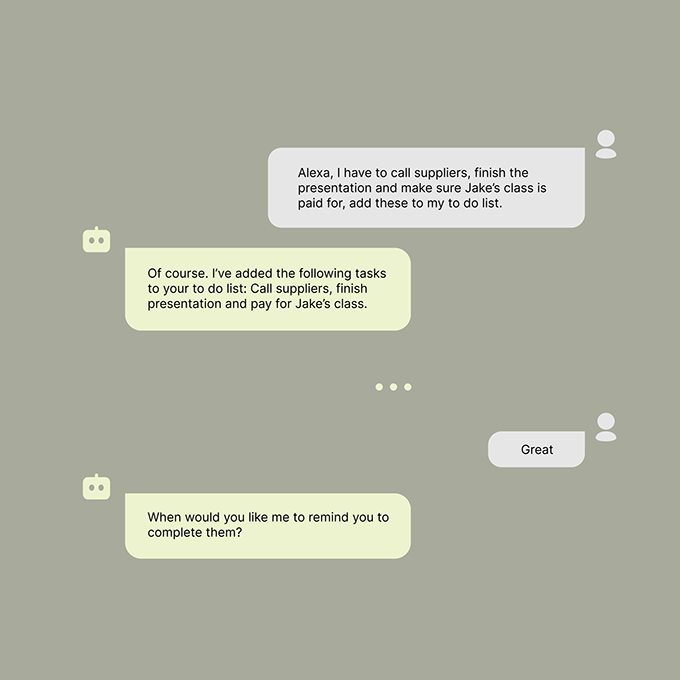 Alexa, I have to call suppliers, finish the
presentation and make sure Jake’s class is
paid for, add these to my to do list.
Of course. I’ve added the following tasks
to your to do list: Call suppliers, finish
presentation and pay for Jake’s class.
Great
When would you like me to remind you to
complete them?